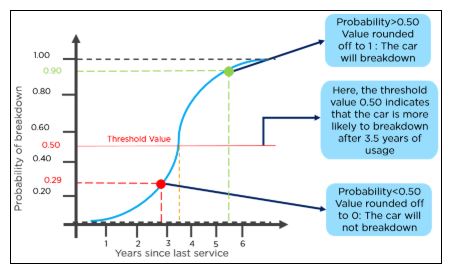 Probability>0.50
Value rounded
off to 1 : The car
will breakdown
Here, the threshold
value 0.50 indicates
that the car is more
likely to breakdown
after 3.5 years of
usage
Probability<0.50
Value rounded off
to 0: The car will
not breakdown
Probability of breakdown
1.00
0.90
0.80
0.60
0.50
0.40
0.29
0.20
Threshold Value
1 2 3 4 5 6
Years since last service